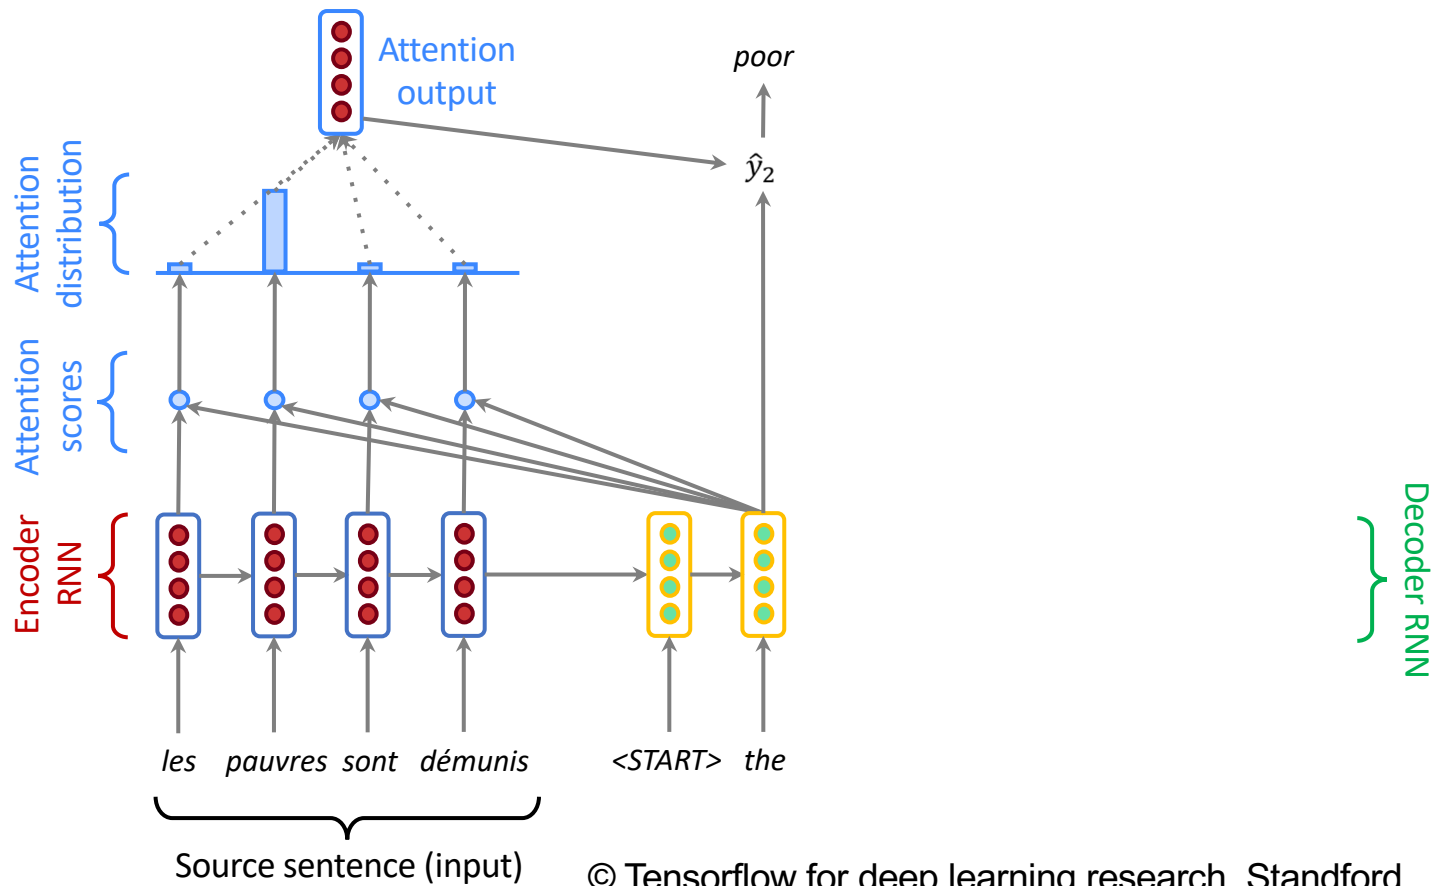 Attention
output
poor
ŷ₂
Attention
distribution
Attention
scores
Encoder
RNN
Decoder RNN
les pauvres sont démunis <START> the
Source sentence (input)
© Tensorflow for deep learning research. Standford